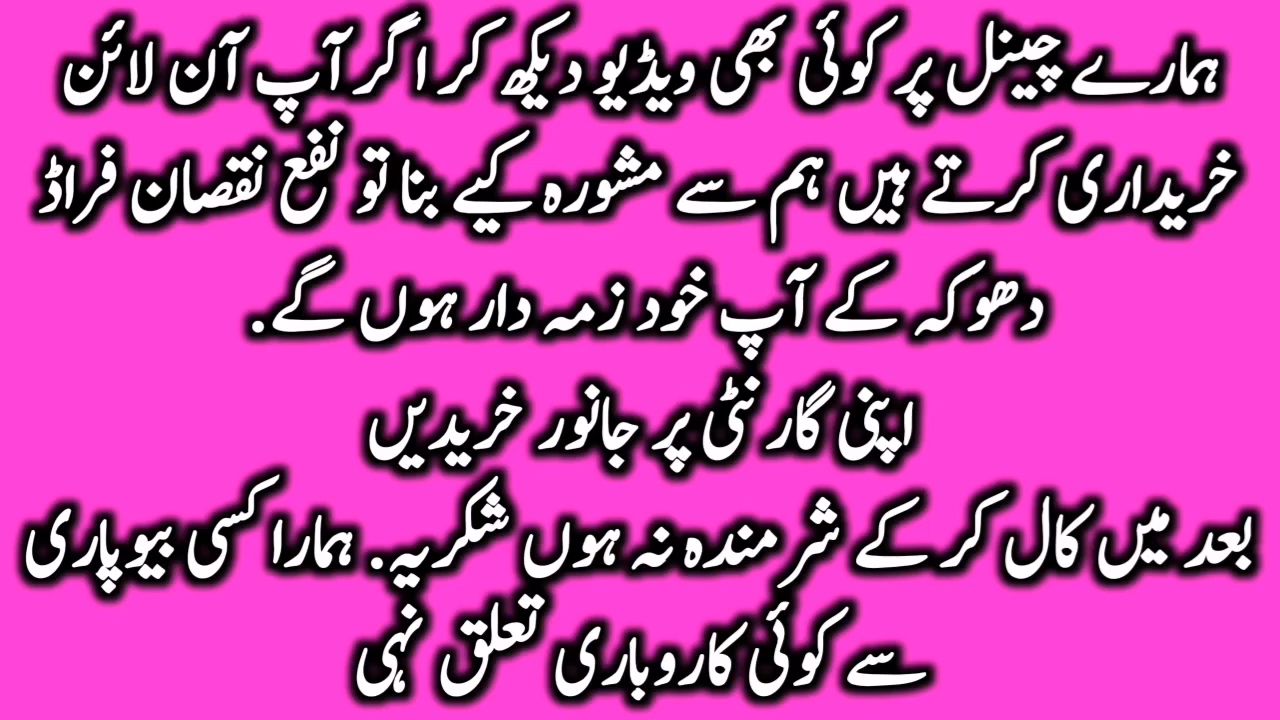 ہمارے چینل پر کوئی بھی ویڈیو دیکھ کر اگر آپ آن لائن
خریداری کرتے ہیں ہم سے مشورہ کیے بنا تو نفع نقصان فراڈ
دھوکہ کے آپ خود زمہ دار ہوں گے.
اپنی گارنٹی پر جانور خریدیں
بعد میں کال کر کے شرمندہ نہ ہوں شکریہ. ہمارا کسی بیوپاری
سے کوئی کاروباری تعلق نہی